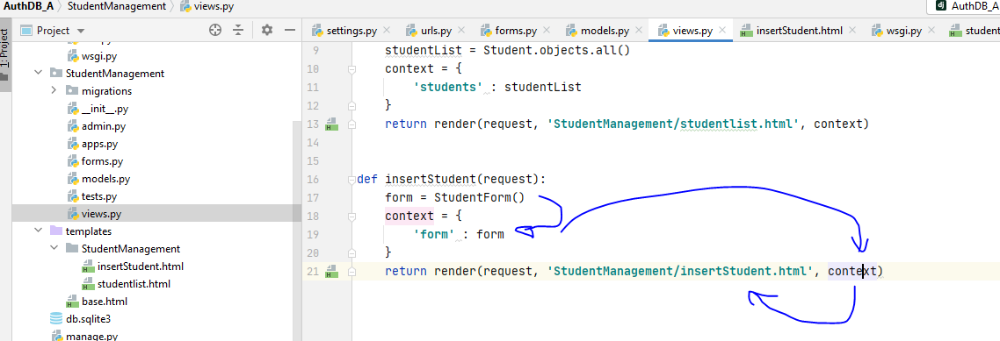 AuthDB_A StudentManagement views.py
AuthDB_A
Project
settings.py urls.py forms.py models.py views.py insertStudent.html wsgi.py student
1: Project
wsgi.py
StudentManagement
migrations
__init__.py
admin.py
apps.py
forms.py
models.py
tests.py
views.py
templates
StudentManagement
insertStudent.html
studentlist.html
base.html
db.sqlite3
manage.py
9 studentList = Student.objects.all()
10 context = {
11 'students' : studentList
12 }
13 return render(request, 'StudentManagement/studentlist.html', context)
14
15
16 def insertStudent(request):
17 form = StudentForm()
18 context = {
19 'form' : form
20 }
21 return render(request, 'StudentManagement/insertStudent.html', context)